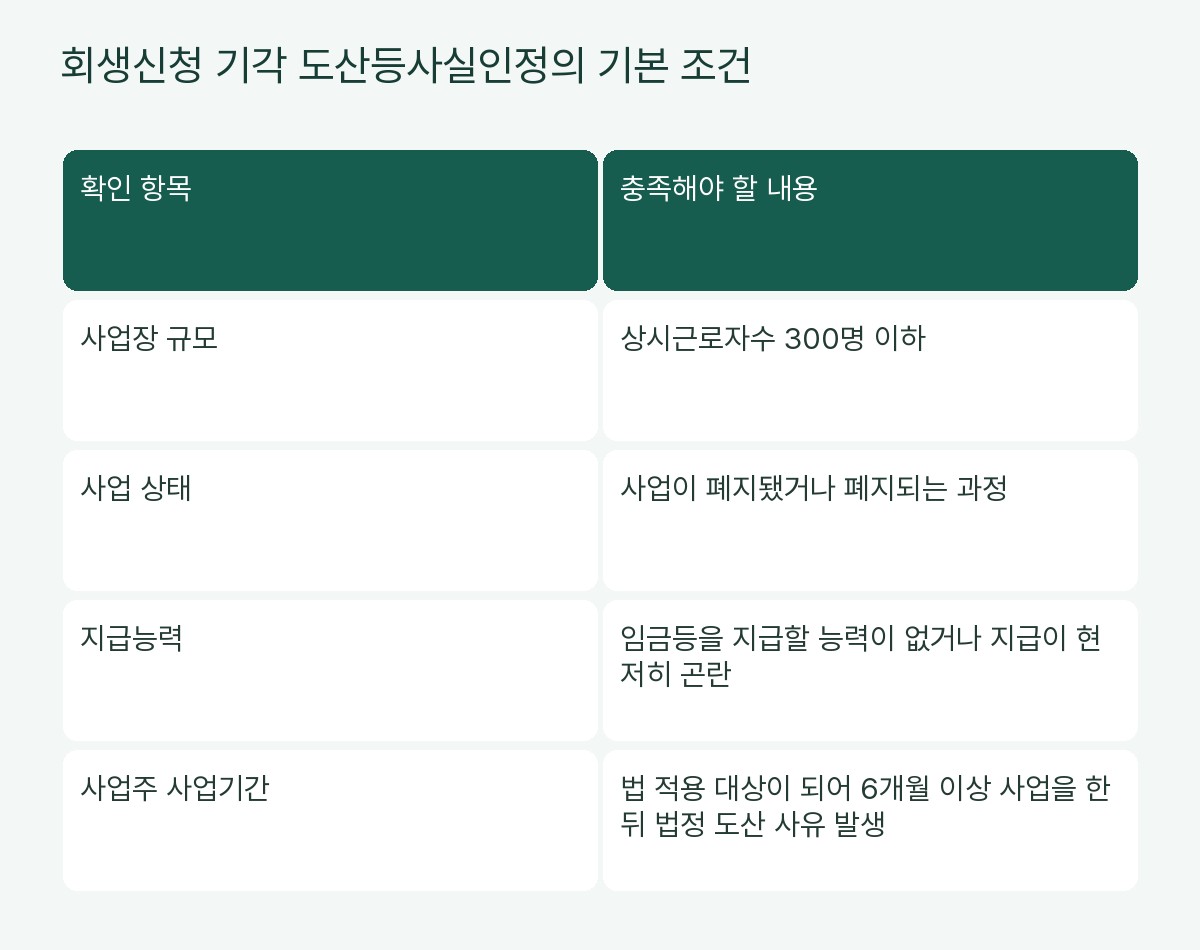 회생신청 기각 도산등사실인정의 기본 조건
확인 항목
충족해야 할 내용
사업장 규모
상시근로자수 300명 이하
사업 상태
사업이 폐지됐거나 폐지되는 과정
지급능력
임금등을 지급할 능력이 없거나 지급이 현
저히 곤란
사업주 사업기간
법 적용 대상이 되어 6개월 이상 사업을 한
뒤 법정 도산 사유 발생